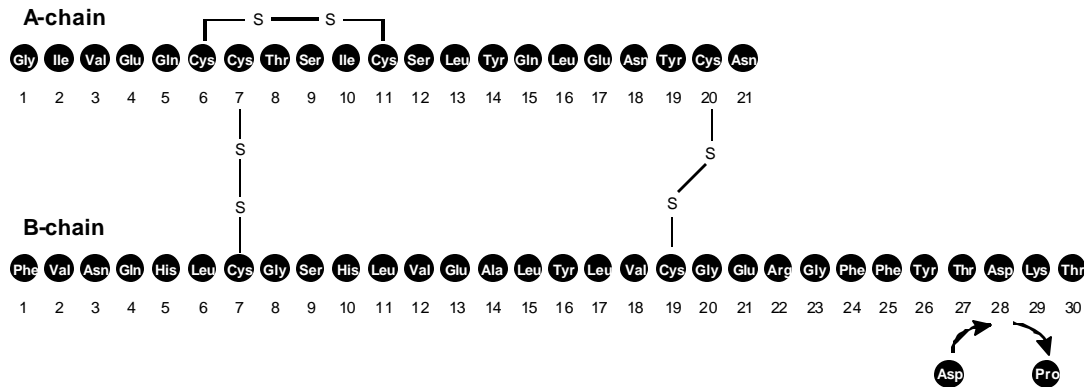 A-chain
S S
Gly Ile Val Glu Gln Cys Cys Thr Ser Ile Cys Ser Leu Tyr Gln Leu Glu Asn Tyr Cys Asn
1 2 3 4 5 6 7 8 9 10 11 12 13 14 15 16 17 18 19 20 21
S S
S S
B-chain
Phe Val Asn Gln His Leu Cys Gly Ser His Leu Val Glu Ala Leu Tyr Leu Val Cys Gly Glu Arg Gly Phe Phe Tyr Thr Asp Lys Thr
1 2 3 4 5 6 7 8 9 10 11 12 13 14 15 16 17 18 19 20 21 22 23 24 25 26 27 28 29 30
Asp Pro